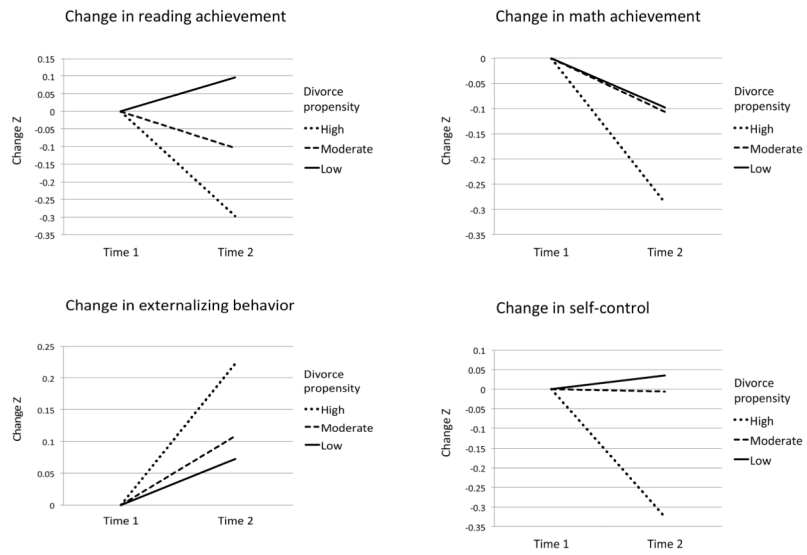 Change in reading achievement
0.15
0.1
0.05
0
-0.05
-0.1
-0.15
-0.2
-0.25
-0.3
-0.35
Change Z
Time 1
Time 2
Divorce
propensity
High
Moderate
Low
Change in math achievement
0
-0.05
-0.1
-0.15
-0.2
-0.25
-0.3
-0.35
Change Z
Time 1
Time 2
Divorce
propensity
High
Moderate
Low
Change in externalizing behavior
0.25
0.2
0.15
0.1
0.05
0
Change Z
Time 1
Time 2
Divorce
propensity
High
Moderate
Low
Change in self-control
0.1
0.05
0
-0.05
-0.1
-0.15
-0.2
-0.25
-0.3
-0.35
Change Z
Time 1
Time 2
Divorce
propensity
High
Moderate
Low